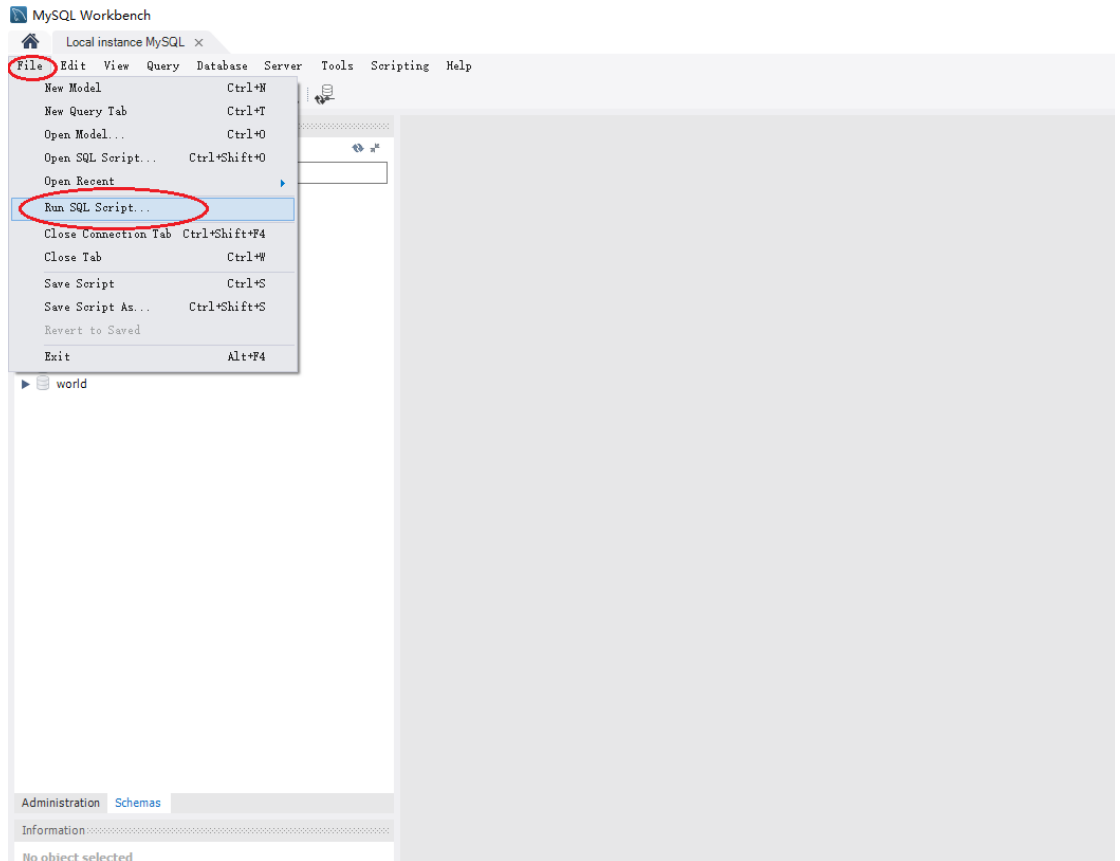 MySQL Workbench
Local instance MySQL ×
File Edit View Query Database Server Tools Scripting Help
New Model Ctrl+N
New Query Tab Ctrl+T
Open Model... Ctrl+O
Open SQL Script... Ctrl+Shift+O
Open Recent
Run SQL Script...
Close Connection Tab Ctrl+Shift+F4
Close Tab Ctrl+W
Save Script Ctrl+S
Save Script As... Ctrl+Shift+S
Revert to Saved
Exit Alt+F4
world
Administration Schemas
Information
No object selected